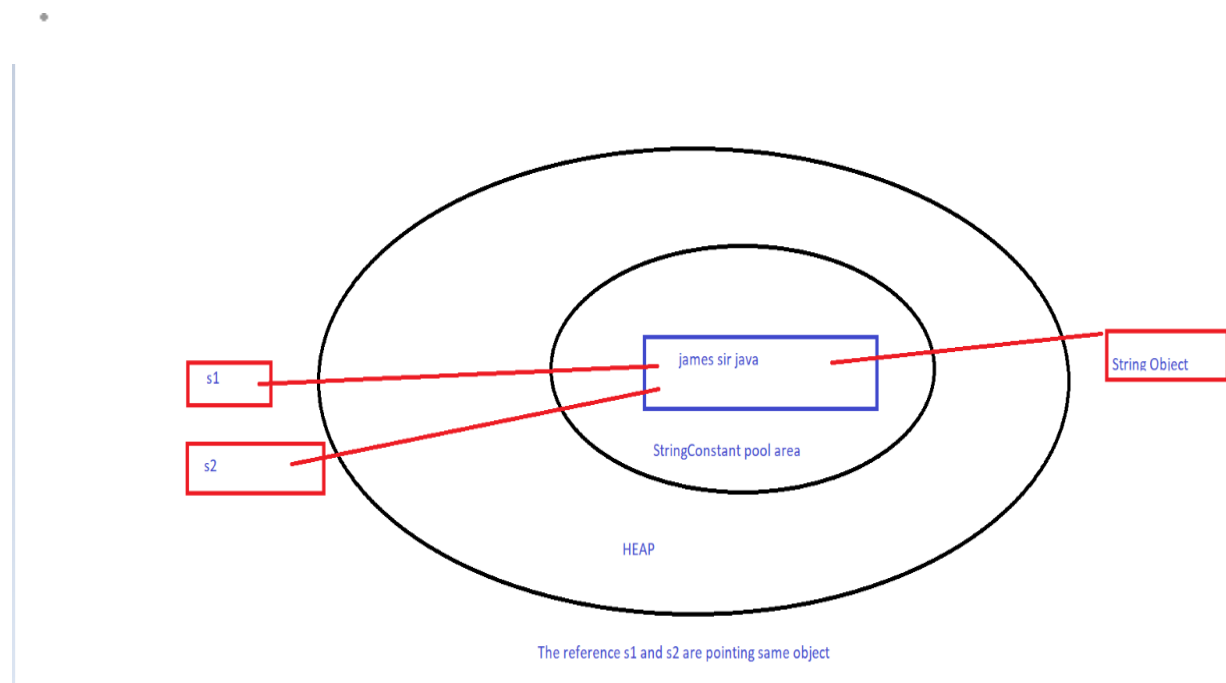 james sir java
s1
String Object
StringConstant pool area
s2
HEAP
The reference s1 and s2 are pointing same object